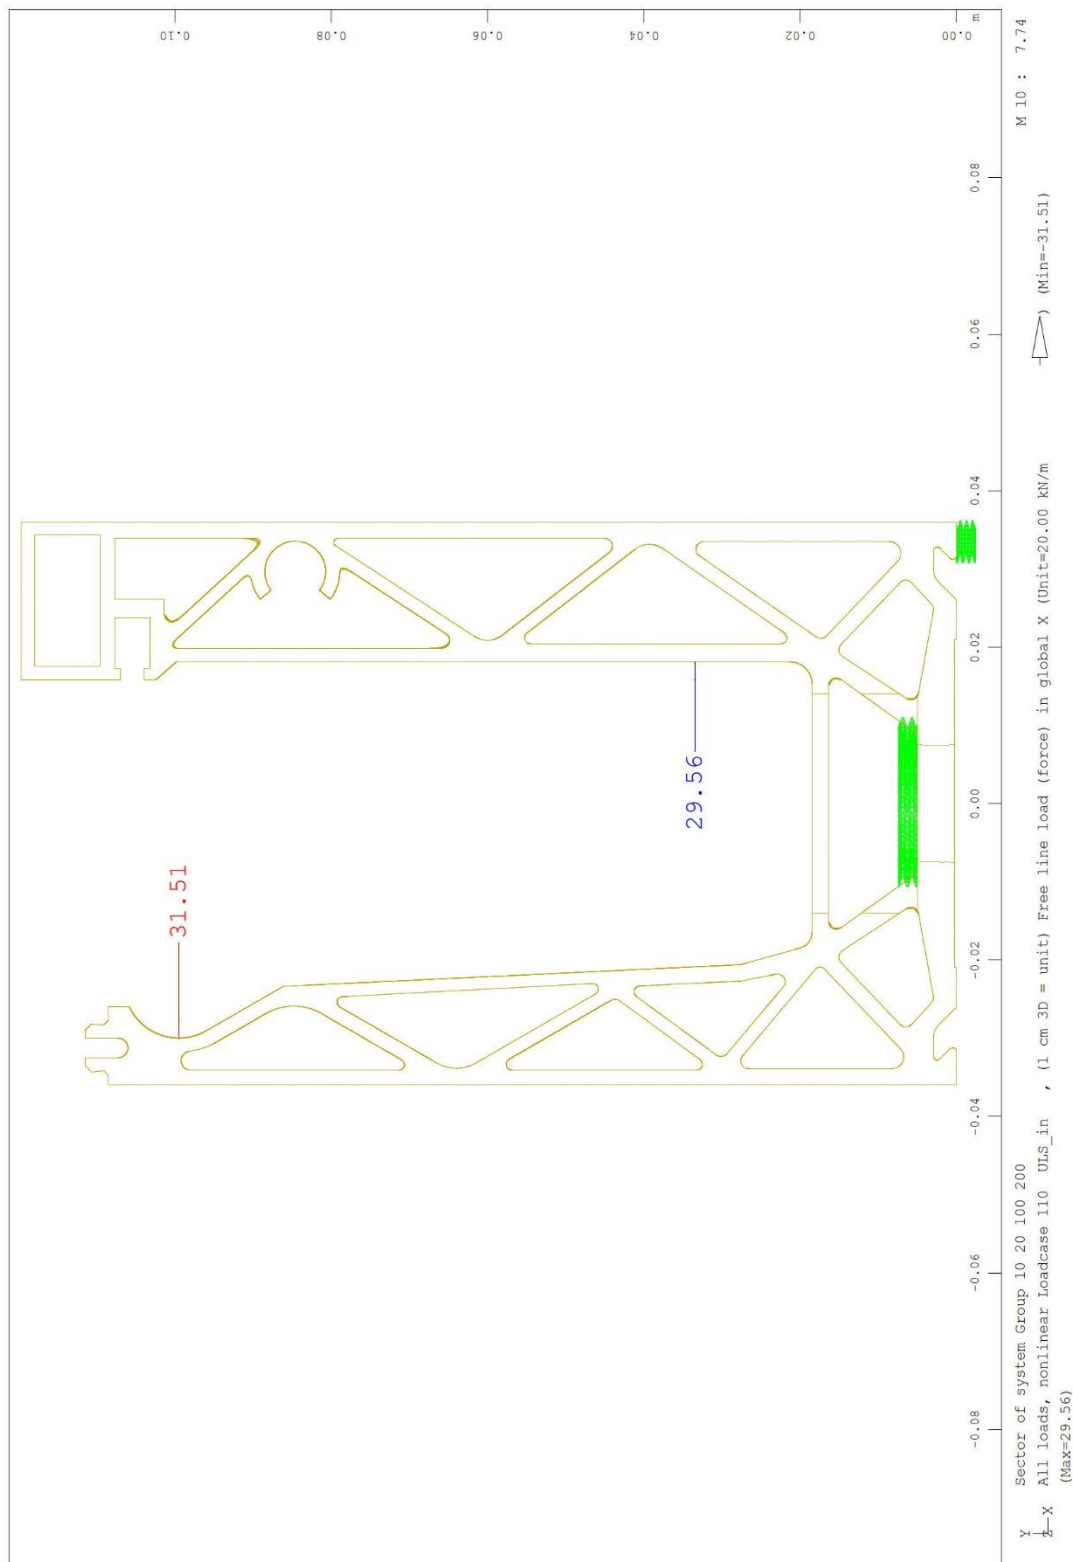 31.51
29.56
0.10
0.08
0.06
0.04
0.02
m
0.00
-0.08
-0.06
-0.04
-0.02
0.00
0.02
0.04
0.06
0.08
Y
Z X
Sector of system Group 10 20 100 200
M 10 : 7.74
All loads, nonlinear Loadcase 110 ULS_in , (1 cm 3D = unit) Free line load (force) in global X (Unit=20.00 kN/m ) (Min=-31.51)
(Max=29.56)